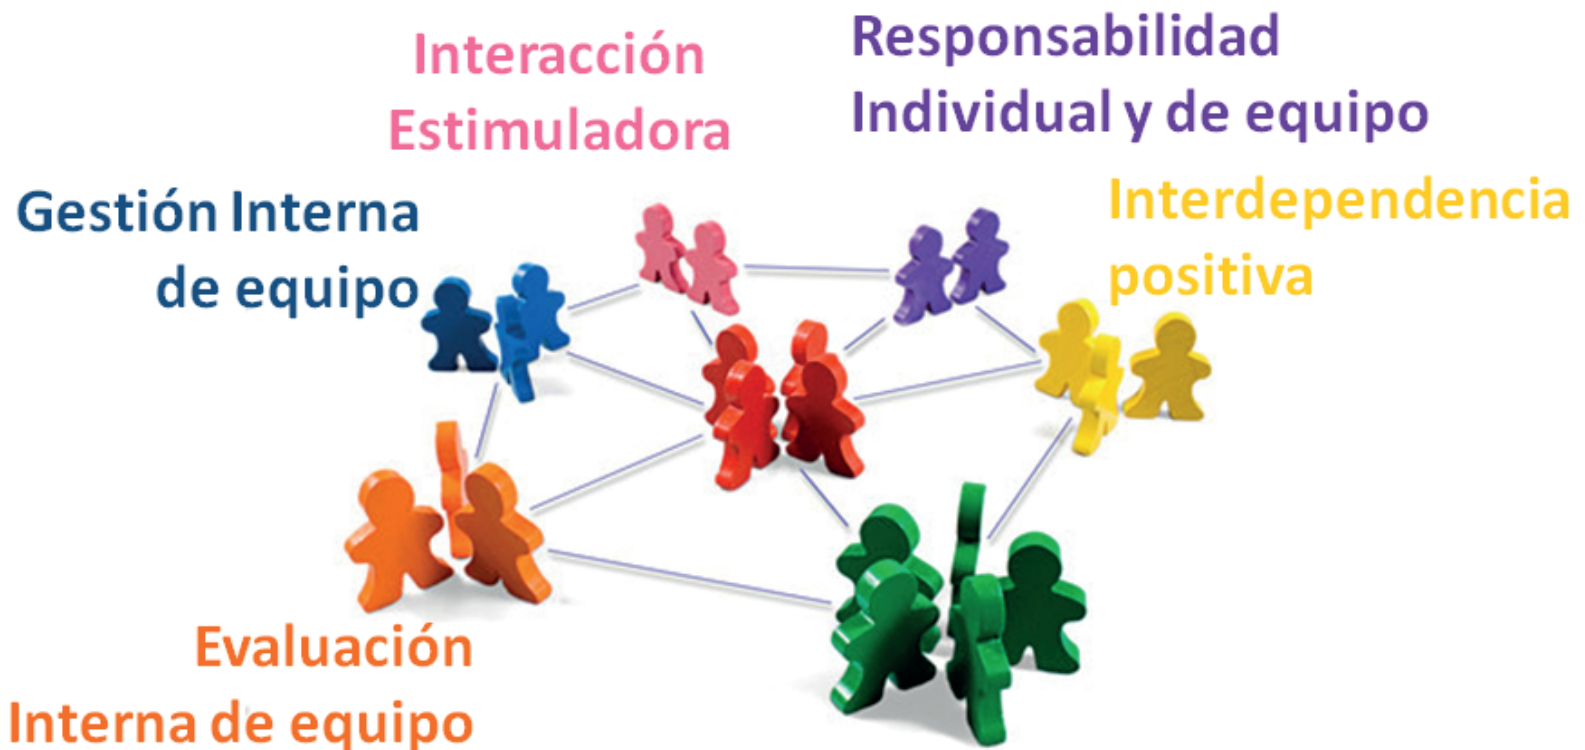 Interacción
Estimuladora
Responsabilidad
Individual y de equipo
Gestión Interna
de equipo
Interdependencia
positiva
Evaluación
Interna de equipo